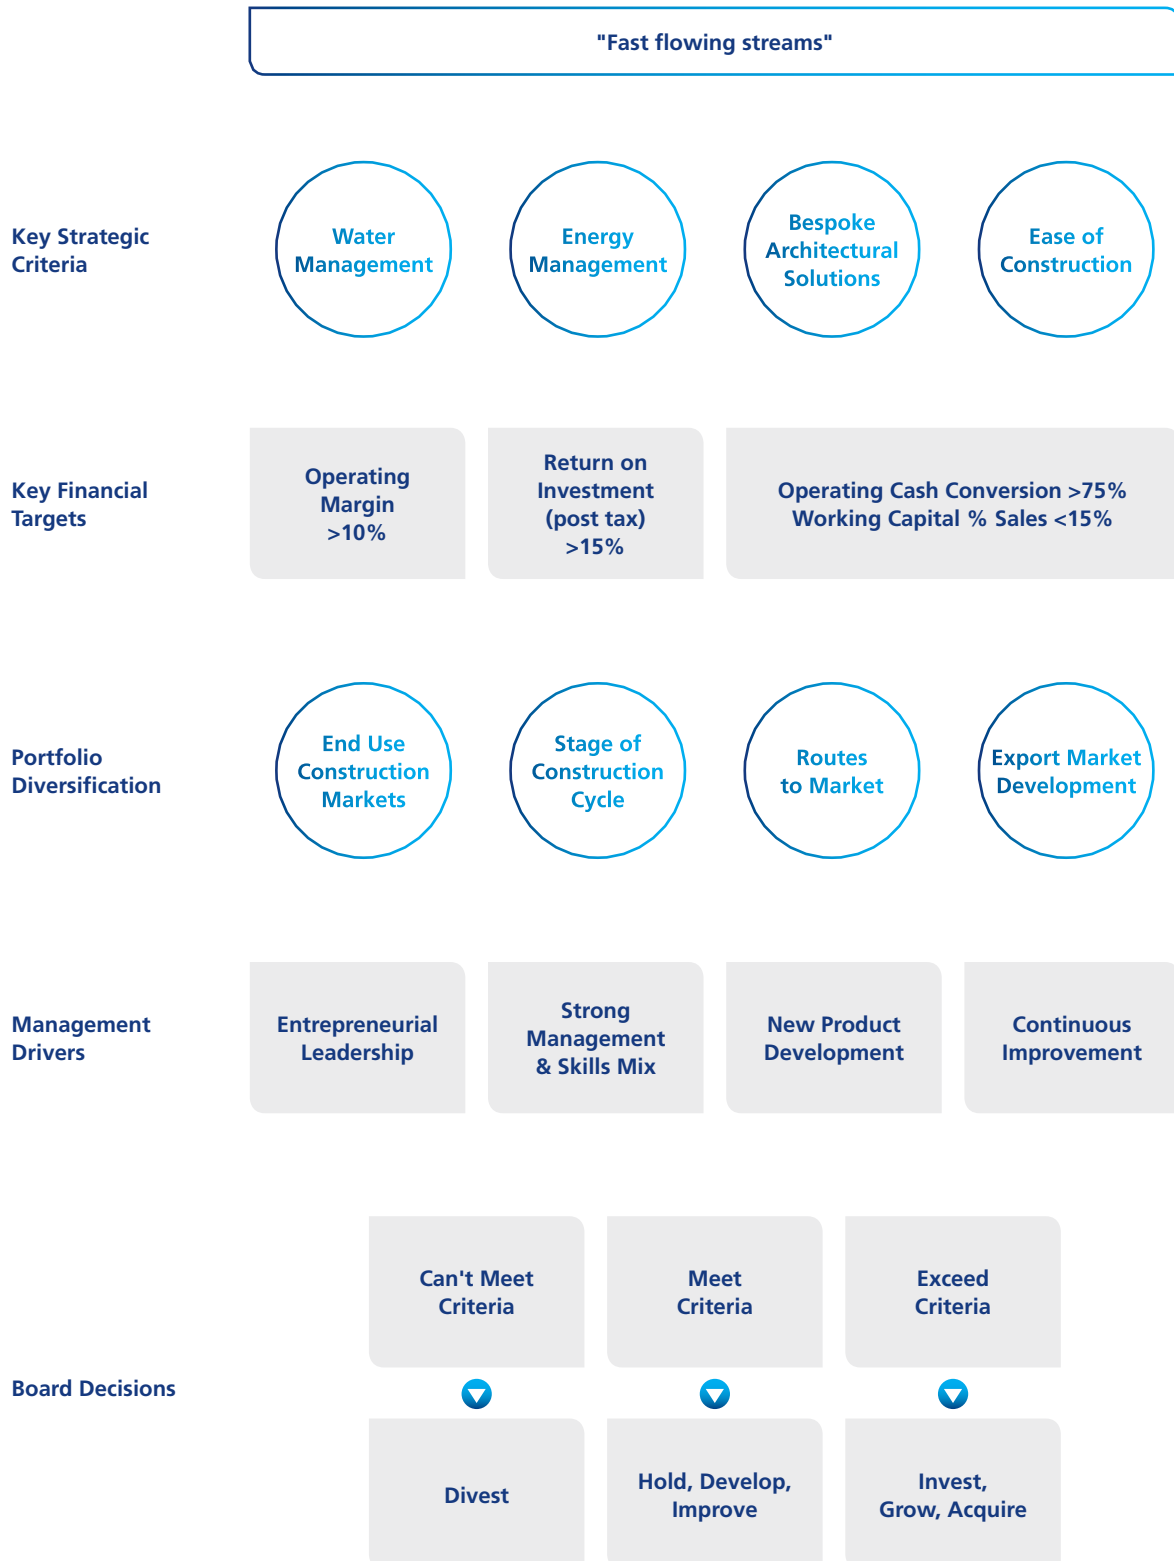 "Fast flowing streams"
Key Strategic
Criteria
Water
Management
Energy
Management
Bespoke
Architectural
Solutions
Ease of
Construction
Key Financial
Targets
Operating
Margin
>10%
Return on
Investment
(post tax)
>15%
Operating Cash Conversion >75%
Working Capital % Sales <15%
Portfolio
Diversification
End Use
Construction
Markets
Stage of
Construction
Cycle
Routes
to Market
Export Market
Development
Management
Drivers
Entrepreneurial
Leadership
Strong
Management
& Skills Mix
New Product
Development
Continuous
Improvement
Board Decisions
Can't Meet
Criteria
Meet
Criteria
Exceed
Criteria
Divest
Hold, Develop,
Improve
Invest,
Grow, Acquire